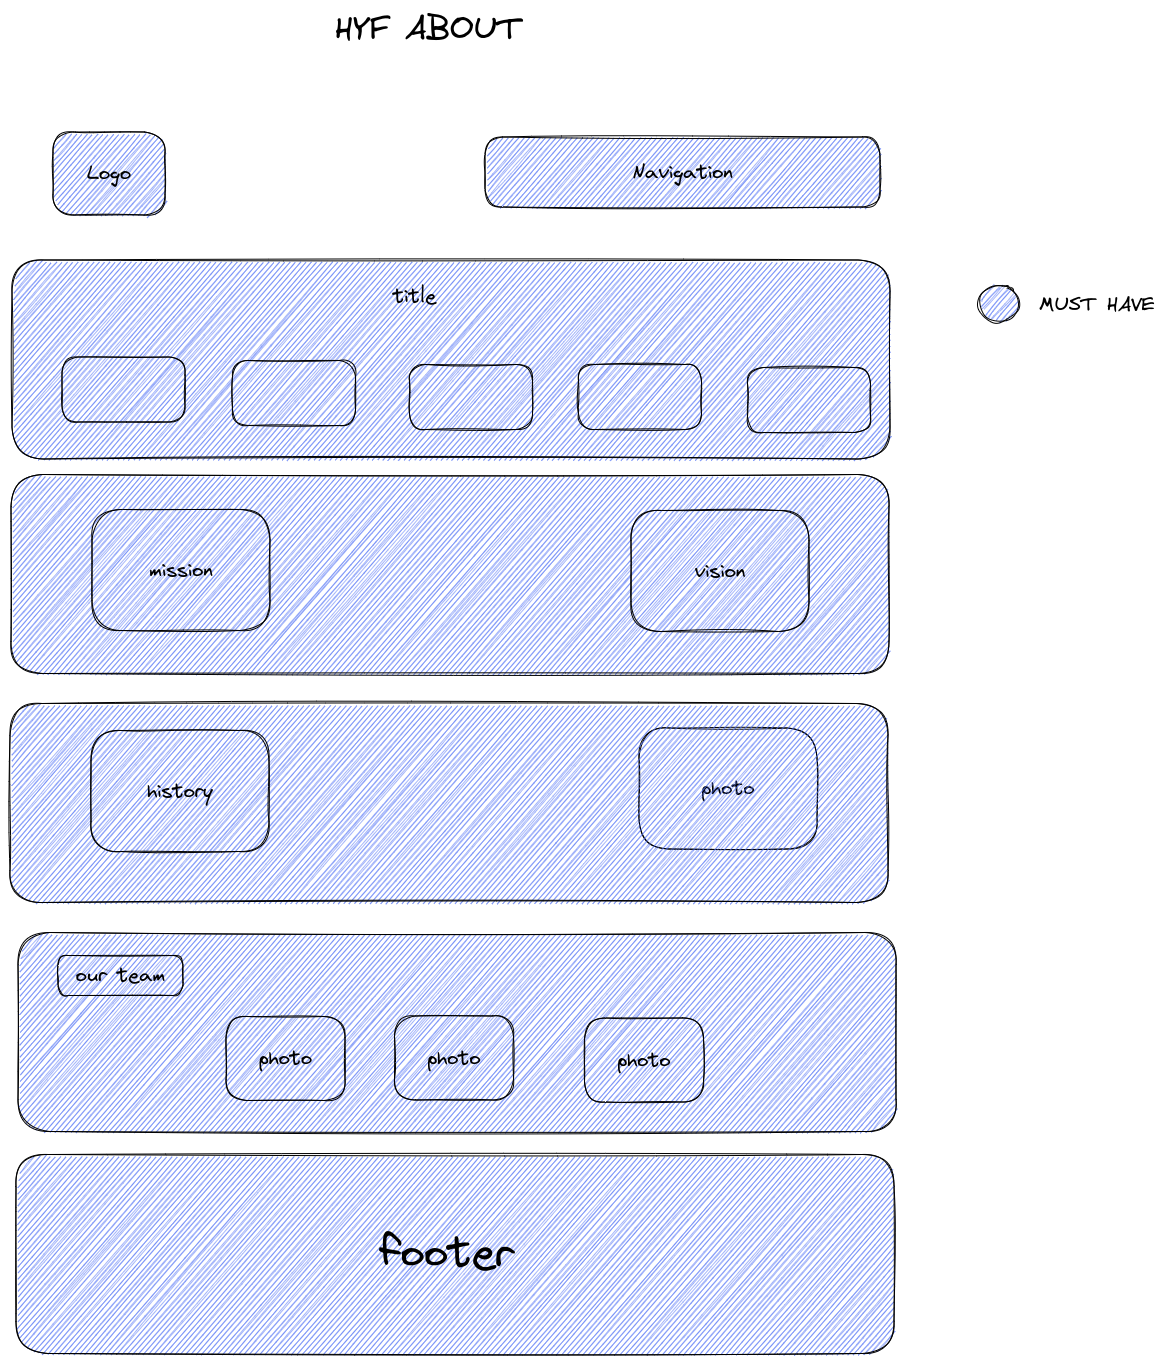 HYF ABOUT
Logo
Navigation
title
MUST HAVE
mission
vision
history
photo
our team
photo
photo
photo
footer